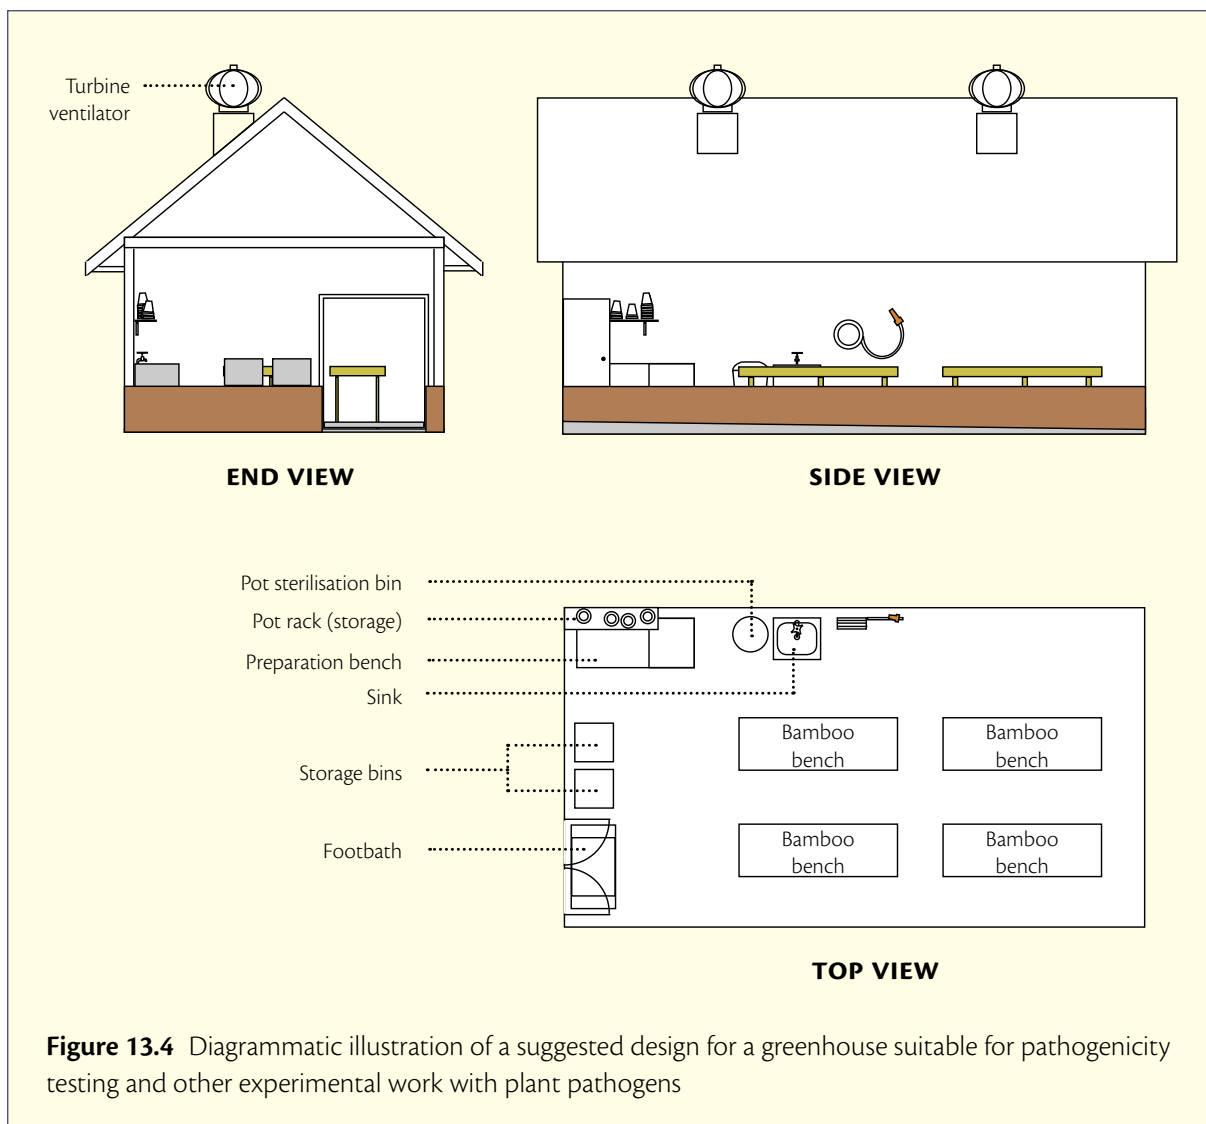 Turbine
ventilator
END VIEW
SIDE VIEW
Pot sterilisation bin
Pot rack (storage)
Preparation bench
Sink
Storage bins
Footbath
Bamboo
bench
Bamboo
bench
Bamboo
bench
Bamboo
bench
TOP VIEW
Figure 13.4 Diagrammatic illustration of a suggested design for a greenhouse suitable for pathogenicity
testing and other experimental work with plant pathogens